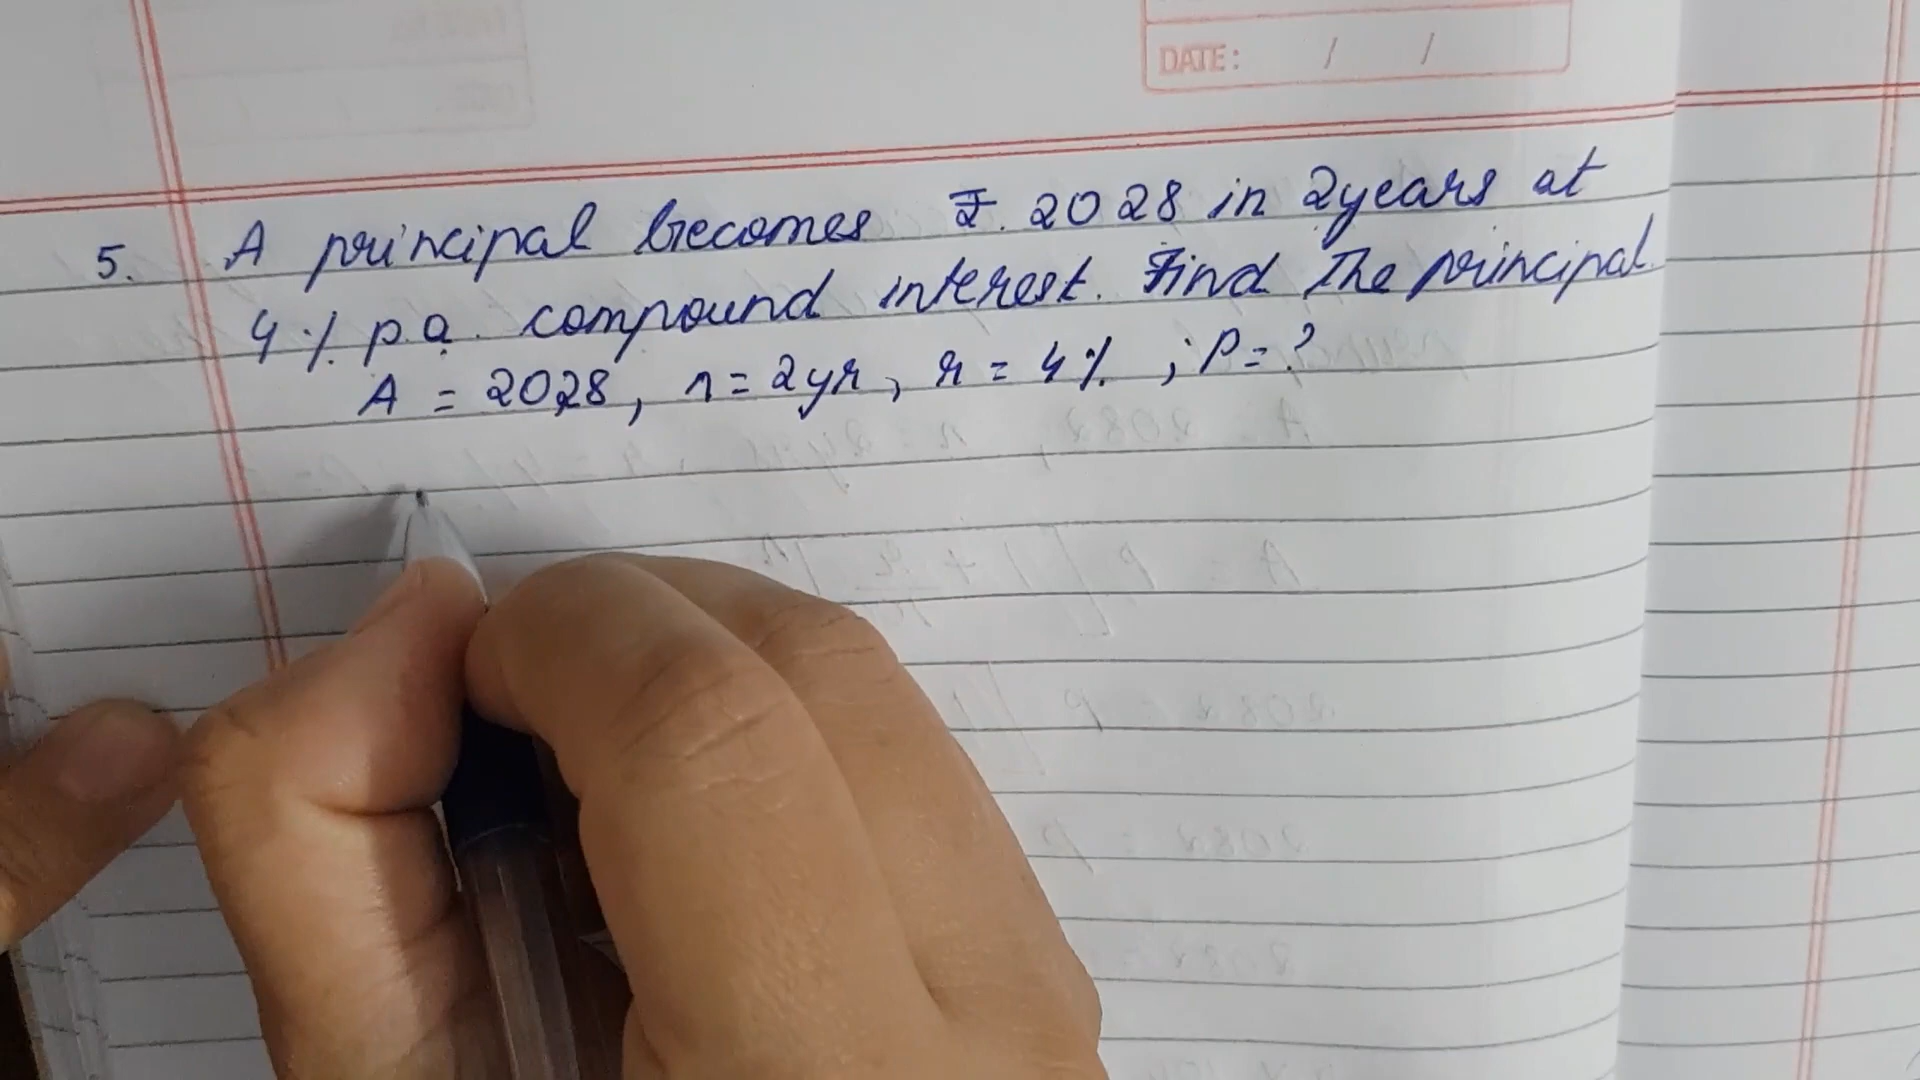 DATE: / /
5. A principal becomes ₹. 2028 in 2years at
4 % p.a. compound interest. Find The principal.
A = 2028, n = 2yr, r = 4% ; P = ?